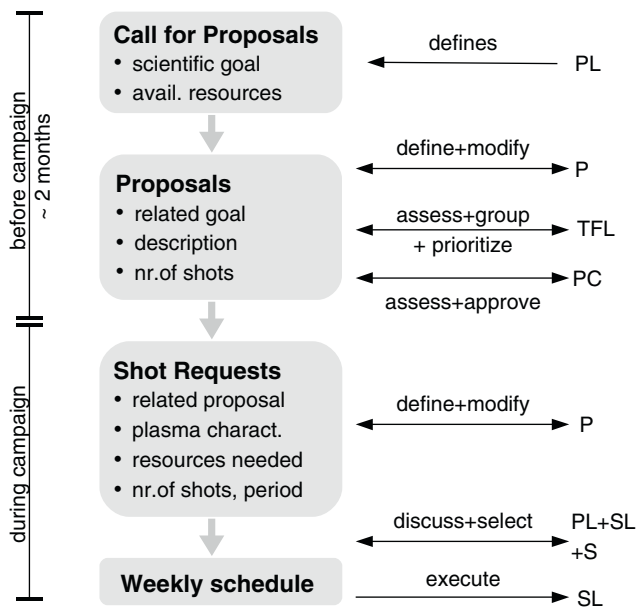 before campaign
~ 2 months
Call for Proposals
• scientific goal
• avail. resources
defines
PL
Proposals
• related goal
• description
• nr.of shots
define+modify
P
assess+group
+ prioritize
TFL
PC
assess+approve
during campaign
Shot Requests
• related proposal
• plasma charact.
• resources needed
• nr.of shots, period
define+modify
P
discuss+select
PL+SL
+S
Weekly schedule
execute
SL